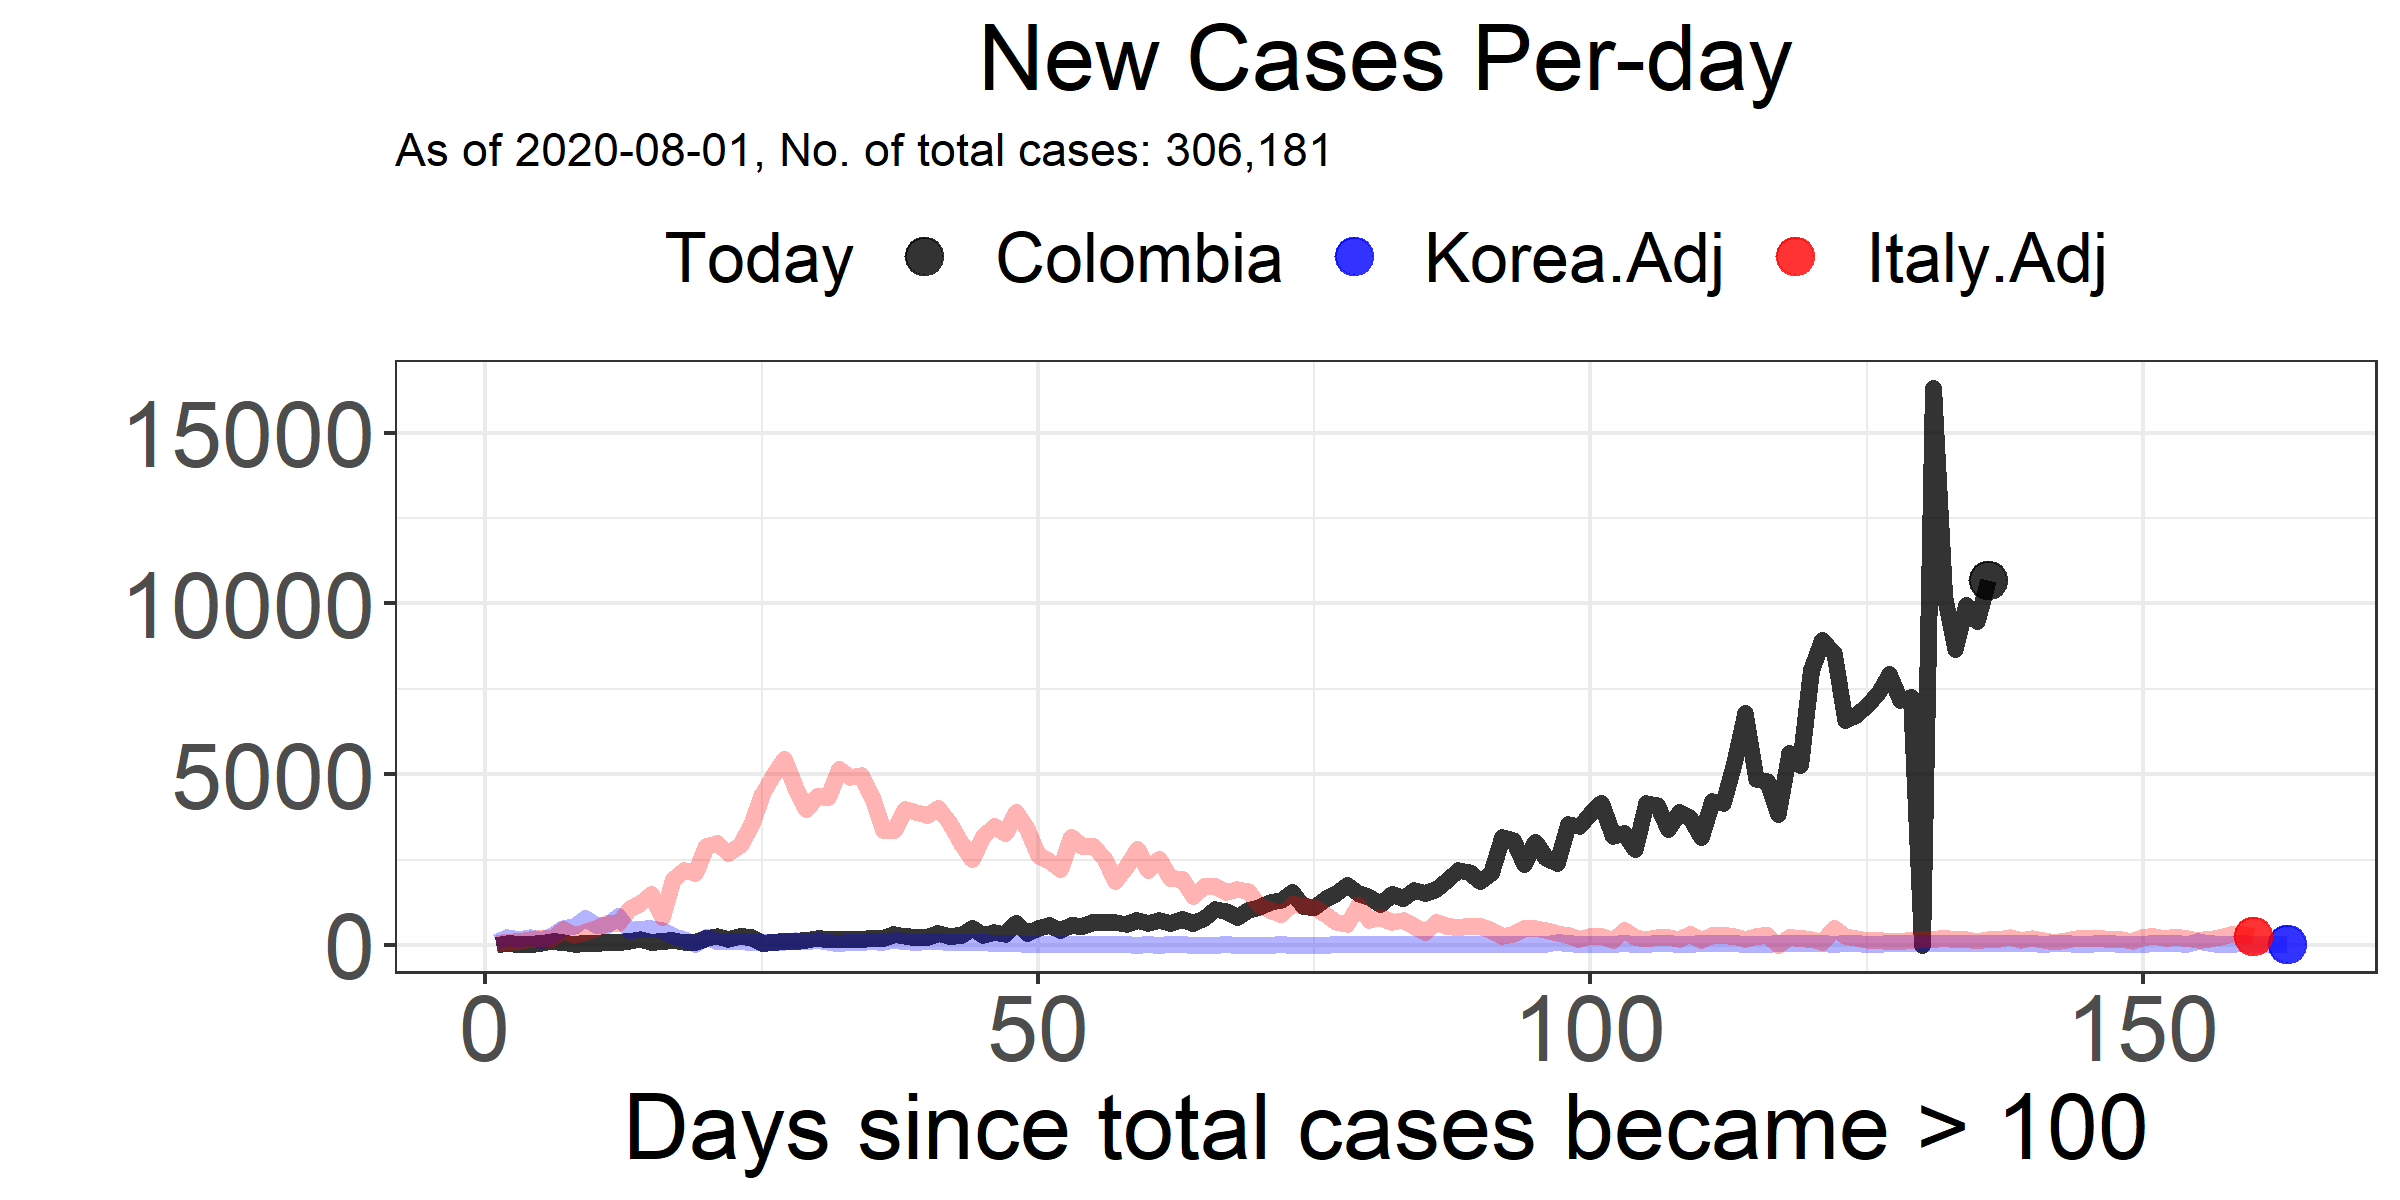 New Cases Per-day
As of 2020-08-01, No. of total cases: 306,181
Today Colombia Korea.Adj Italy.Adj
15000
10000
5000
0
0 50 100 150
Days since total cases became > 100